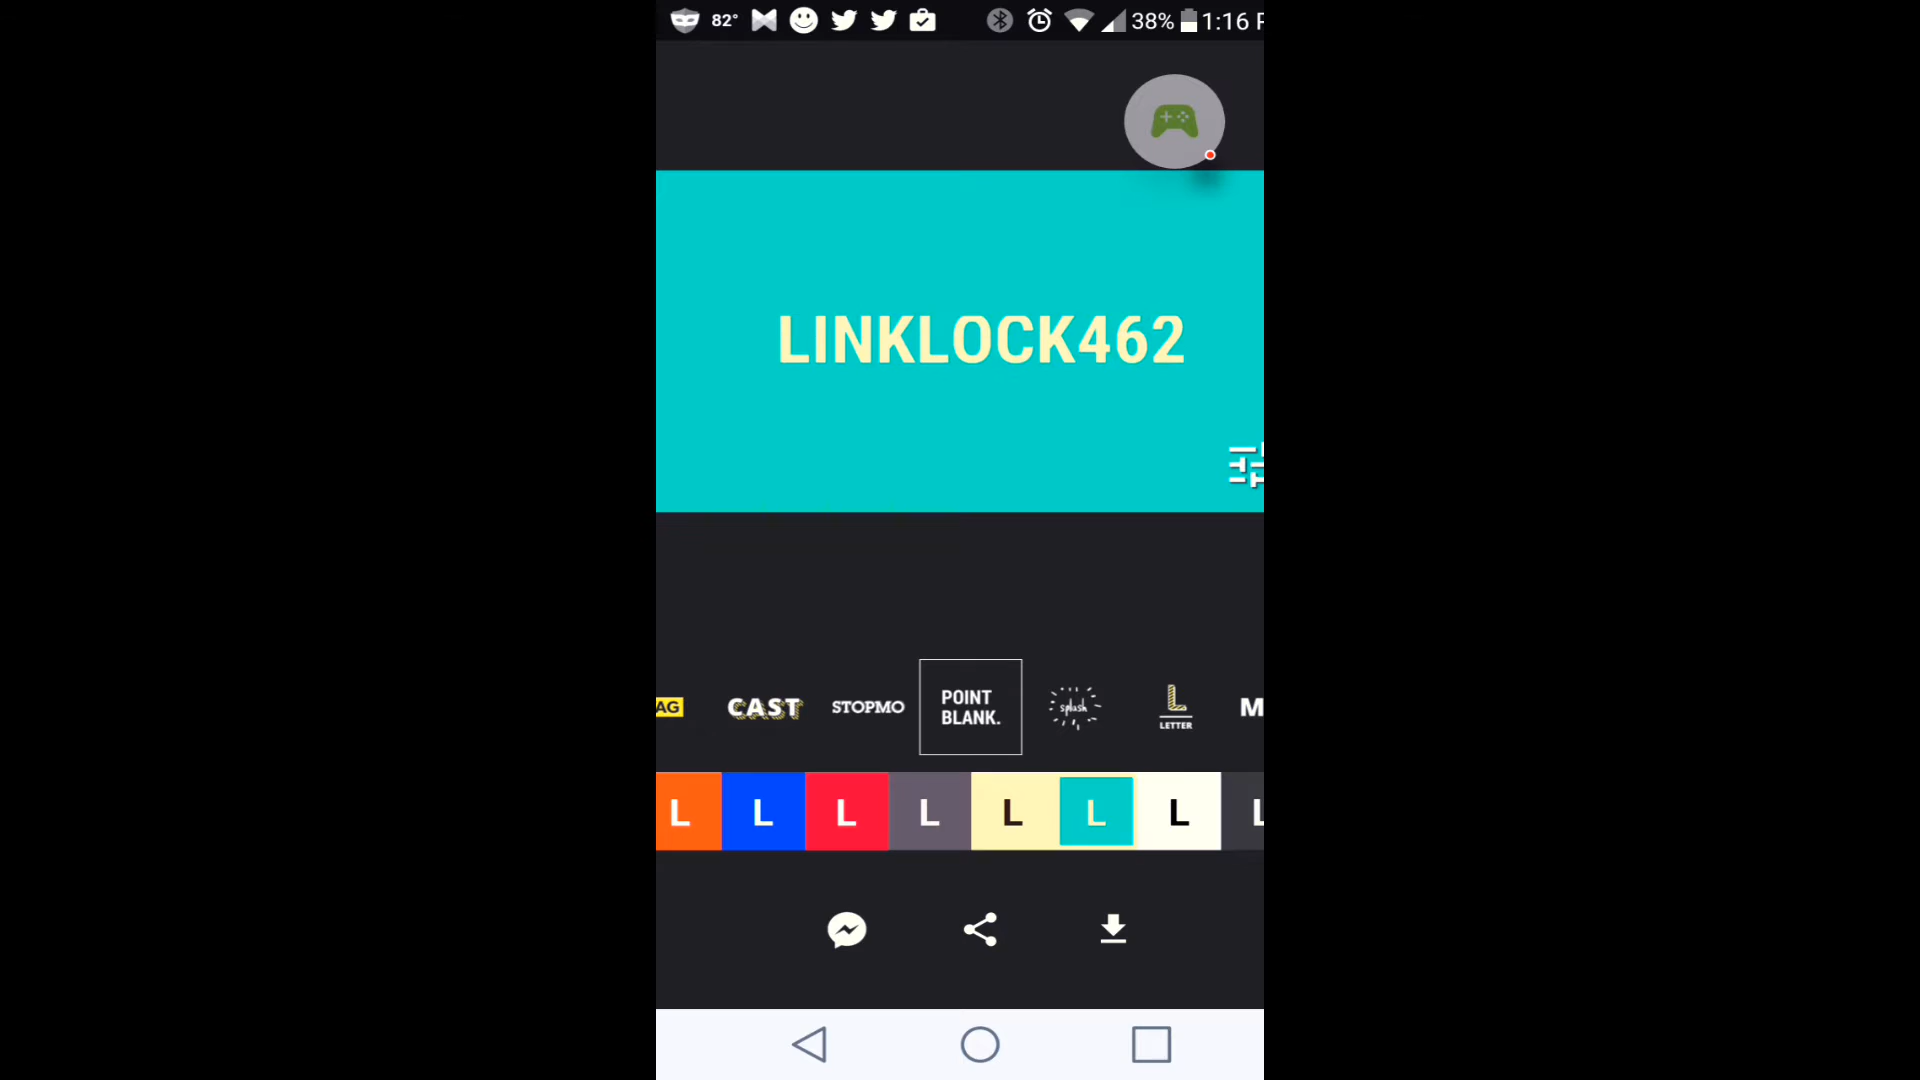 82° 38% 1:16 P
LINKLOCK462
AG CAST STOPMO POINT BLANK. splash L LETTER M
L L L L L L L L